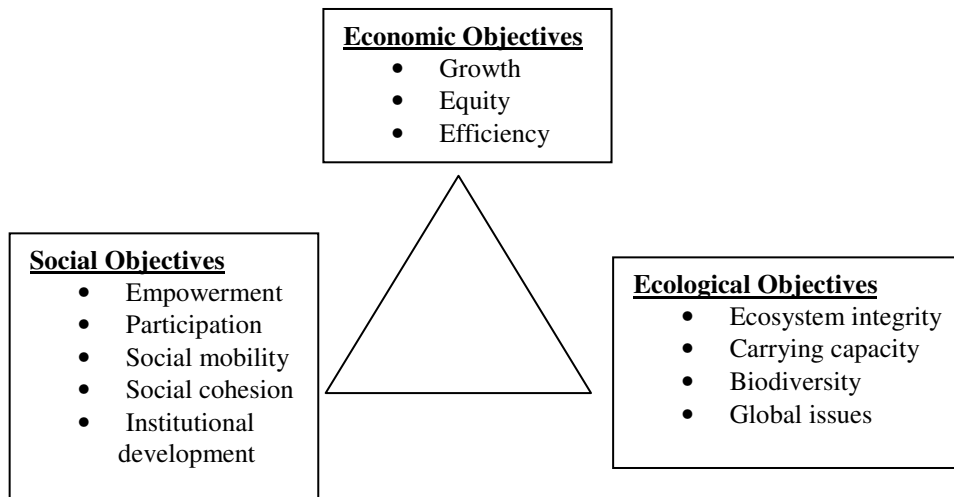 Economic Objectives
• Growth
• Equity
• Efficiency
Social Objectives
• Empowerment
• Participation
• Social mobility
• Social cohesion
• Institutional
development
Ecological Objectives
• Ecosystem integrity
• Carrying capacity
• Biodiversity
• Global issues